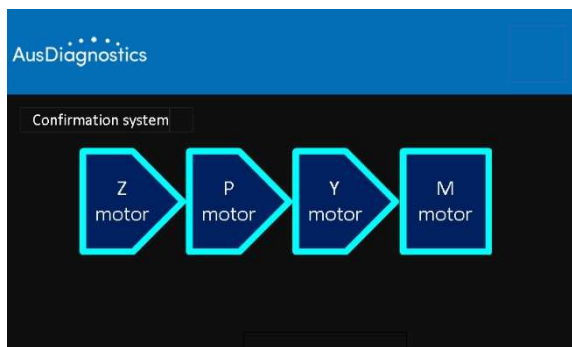 AusDiagnostics
Confirmation system
Z
motor
P
motor
Y
motor
M
motor